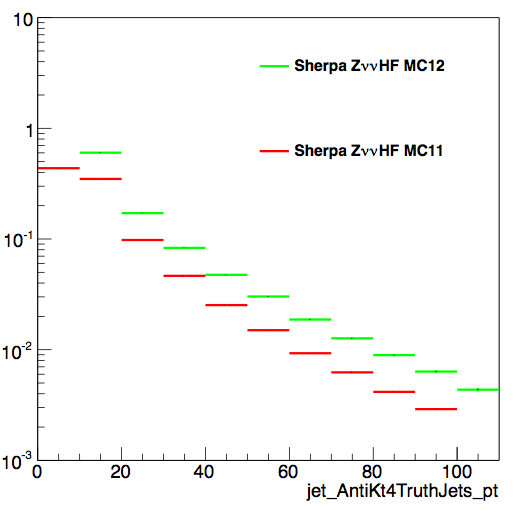 10
Sherpa ZννHF MC12
1
Sherpa ZννHF MC11
10-1
10-2
10-3
0 20 40 60 80 100
jet_AntiKt4TruthJets_pt